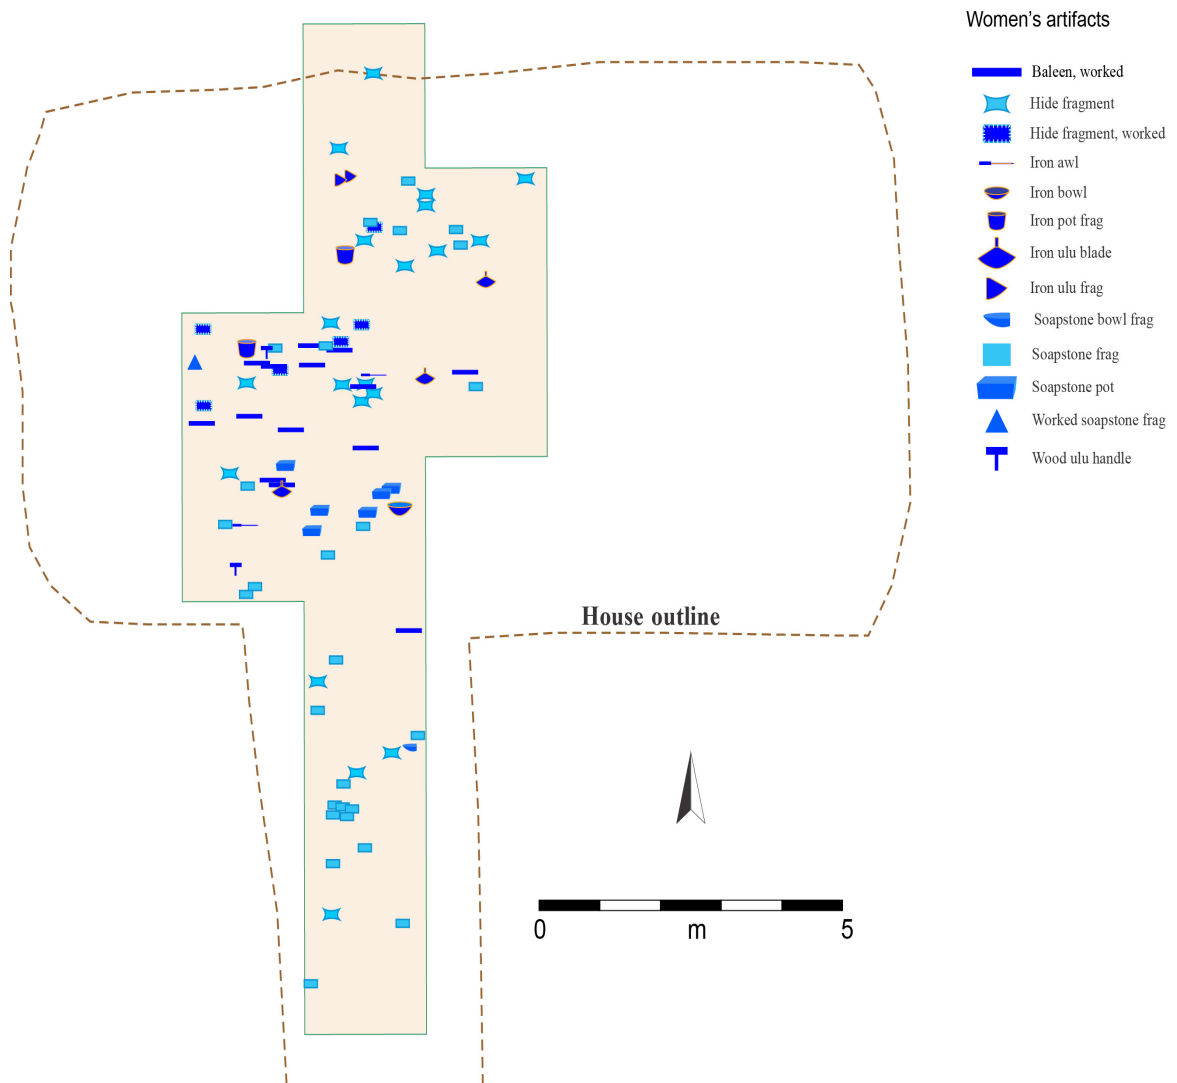 Women’s artifacts
Baleen, worked
Hide fragment
Hide fragment, worked
Iron awl
Iron bowl
Iron pot frag
Iron ulu blade
Iron ulu frag
Soapstone bowl frag
Soapstone frag
Soapstone pot
Worked soapstone frag
Wood ulu handle
House outline
0 m 5